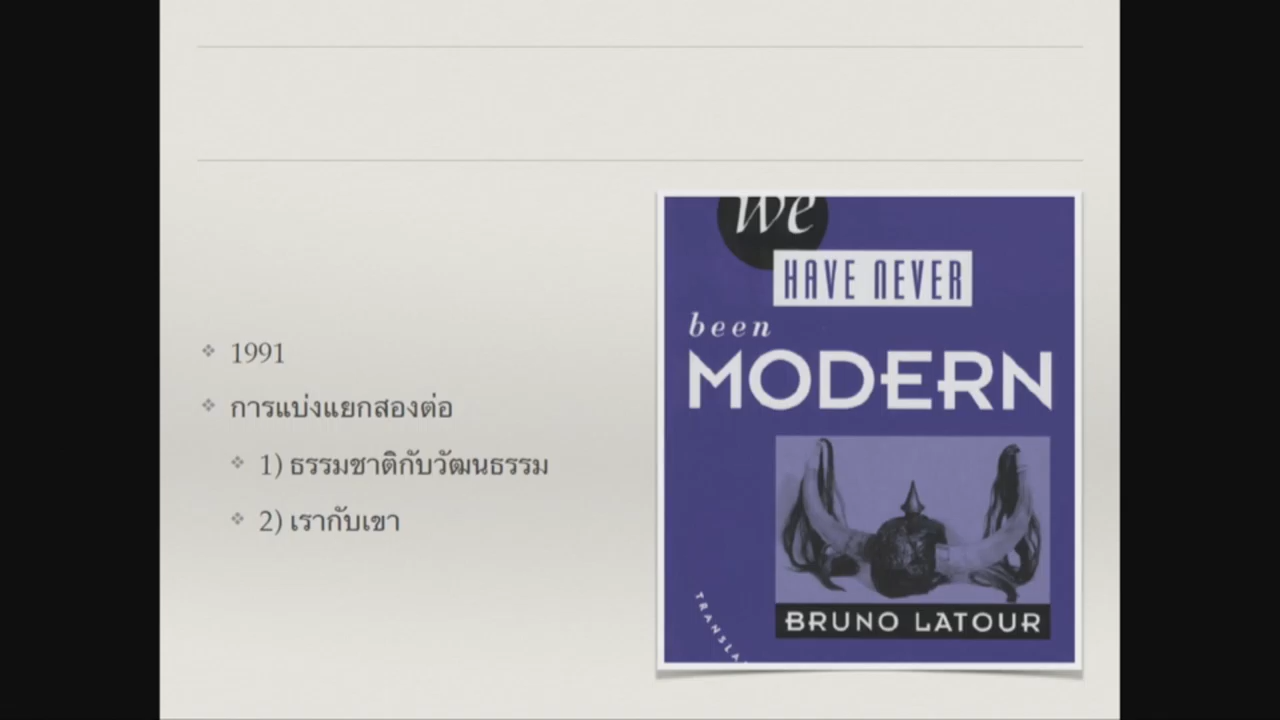 1991
การแบ่งแยกสองต่อ
1) ธรรมชาติกับวัฒนธรรม
2) เรากับเขา
We
HAVE NEVER
been
MODERN
BRUNO LATOUR